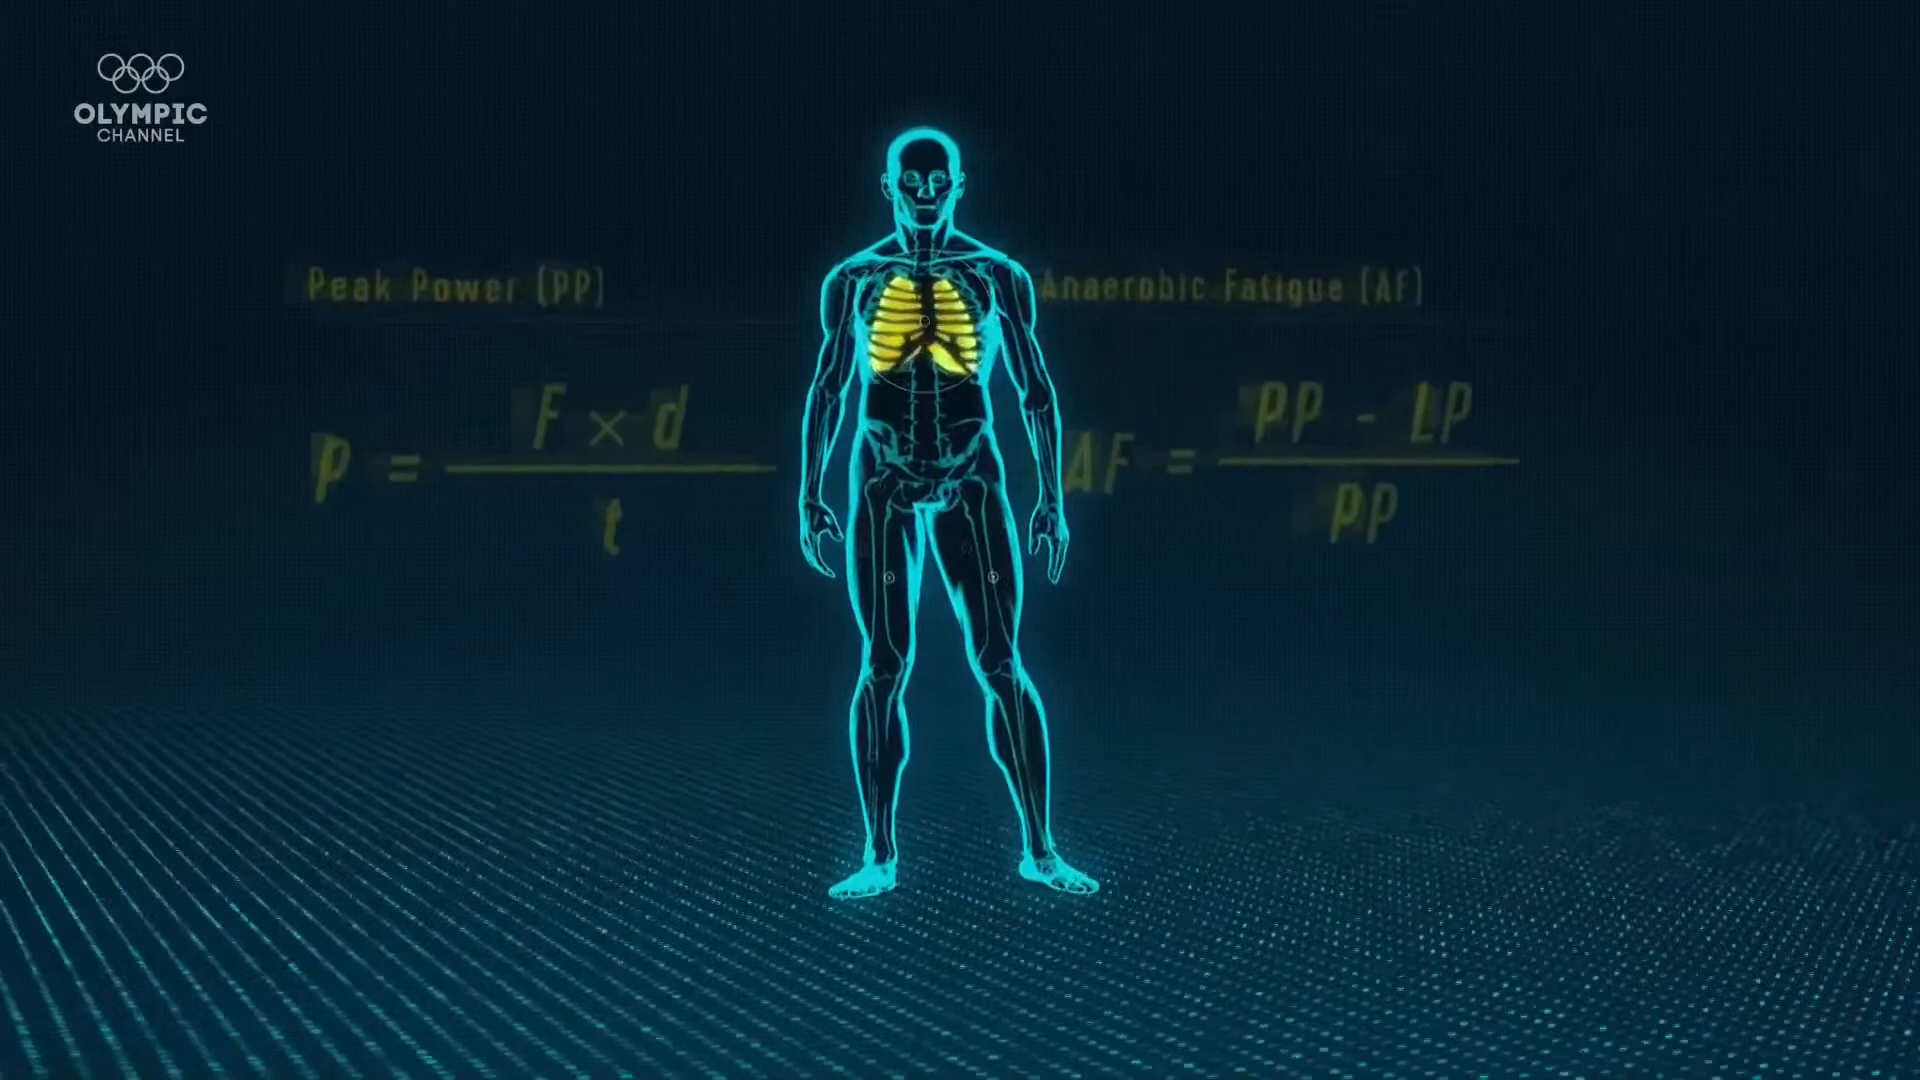 OLYMPIC
CHANNEL
Peak Power (PP)
P = F × d
t
Anaerobic Fatigue (AF)
AF = PP - LP
PP